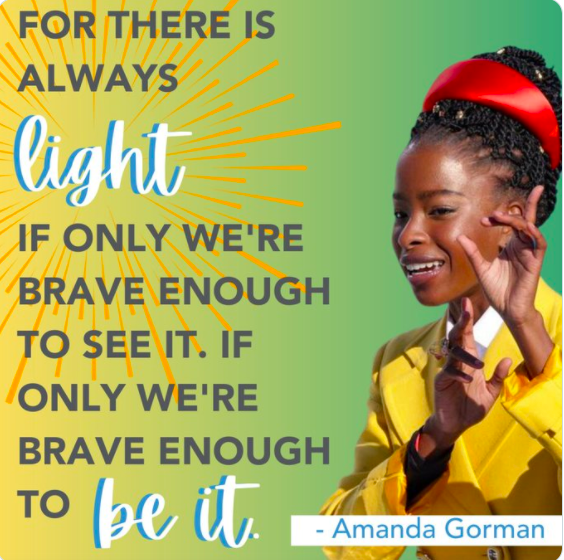 FOR THERE IS
ALWAYS
light
IF ONLY WE'RE
BRAVE ENOUGH
TO SEE IT. IF
ONLY WE'RE
BRAVE ENOUGH
TO be it.
- Amanda Gorman